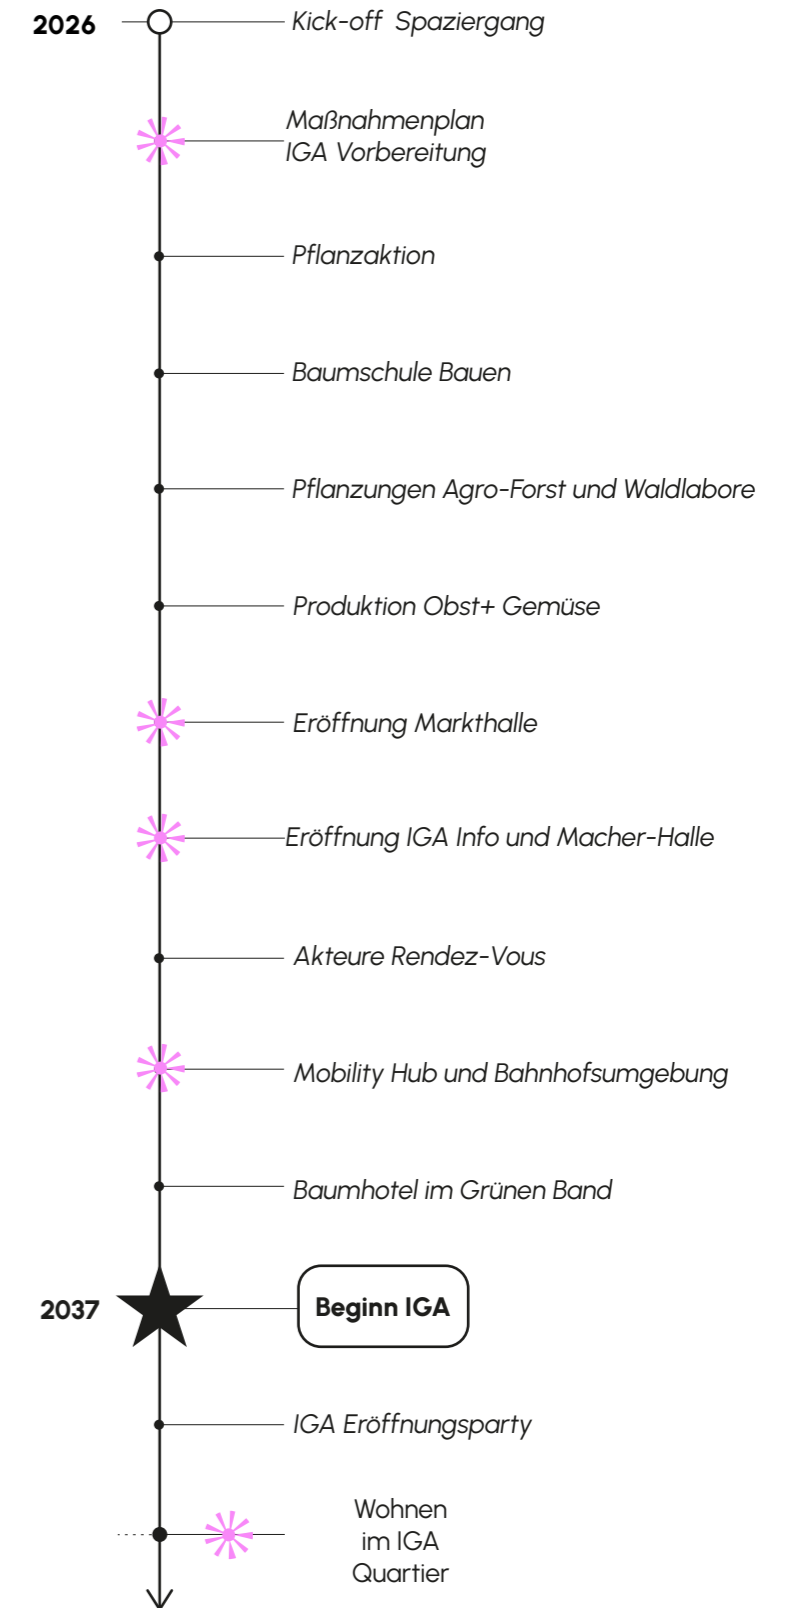 2026
Kick-off Spaziergang
Maßnahmenplan
IGA Vorbereitung
Pflanzaktion
Baumschule Bauen
Pflanzungen Agro-Forst und Waldlabore
Produktion Obst+ Gemüse
Eröffnung Markthalle
Eröffnung IGA Info und Macher-Halle
Akteure Rendez-Vous
Mobility Hub und Bahnhofsumgebung
Baumhotel im Grünen Band
2037
Beginn IGA
IGA Eröffnungsparty
Wohnen
im IGA
Quartier